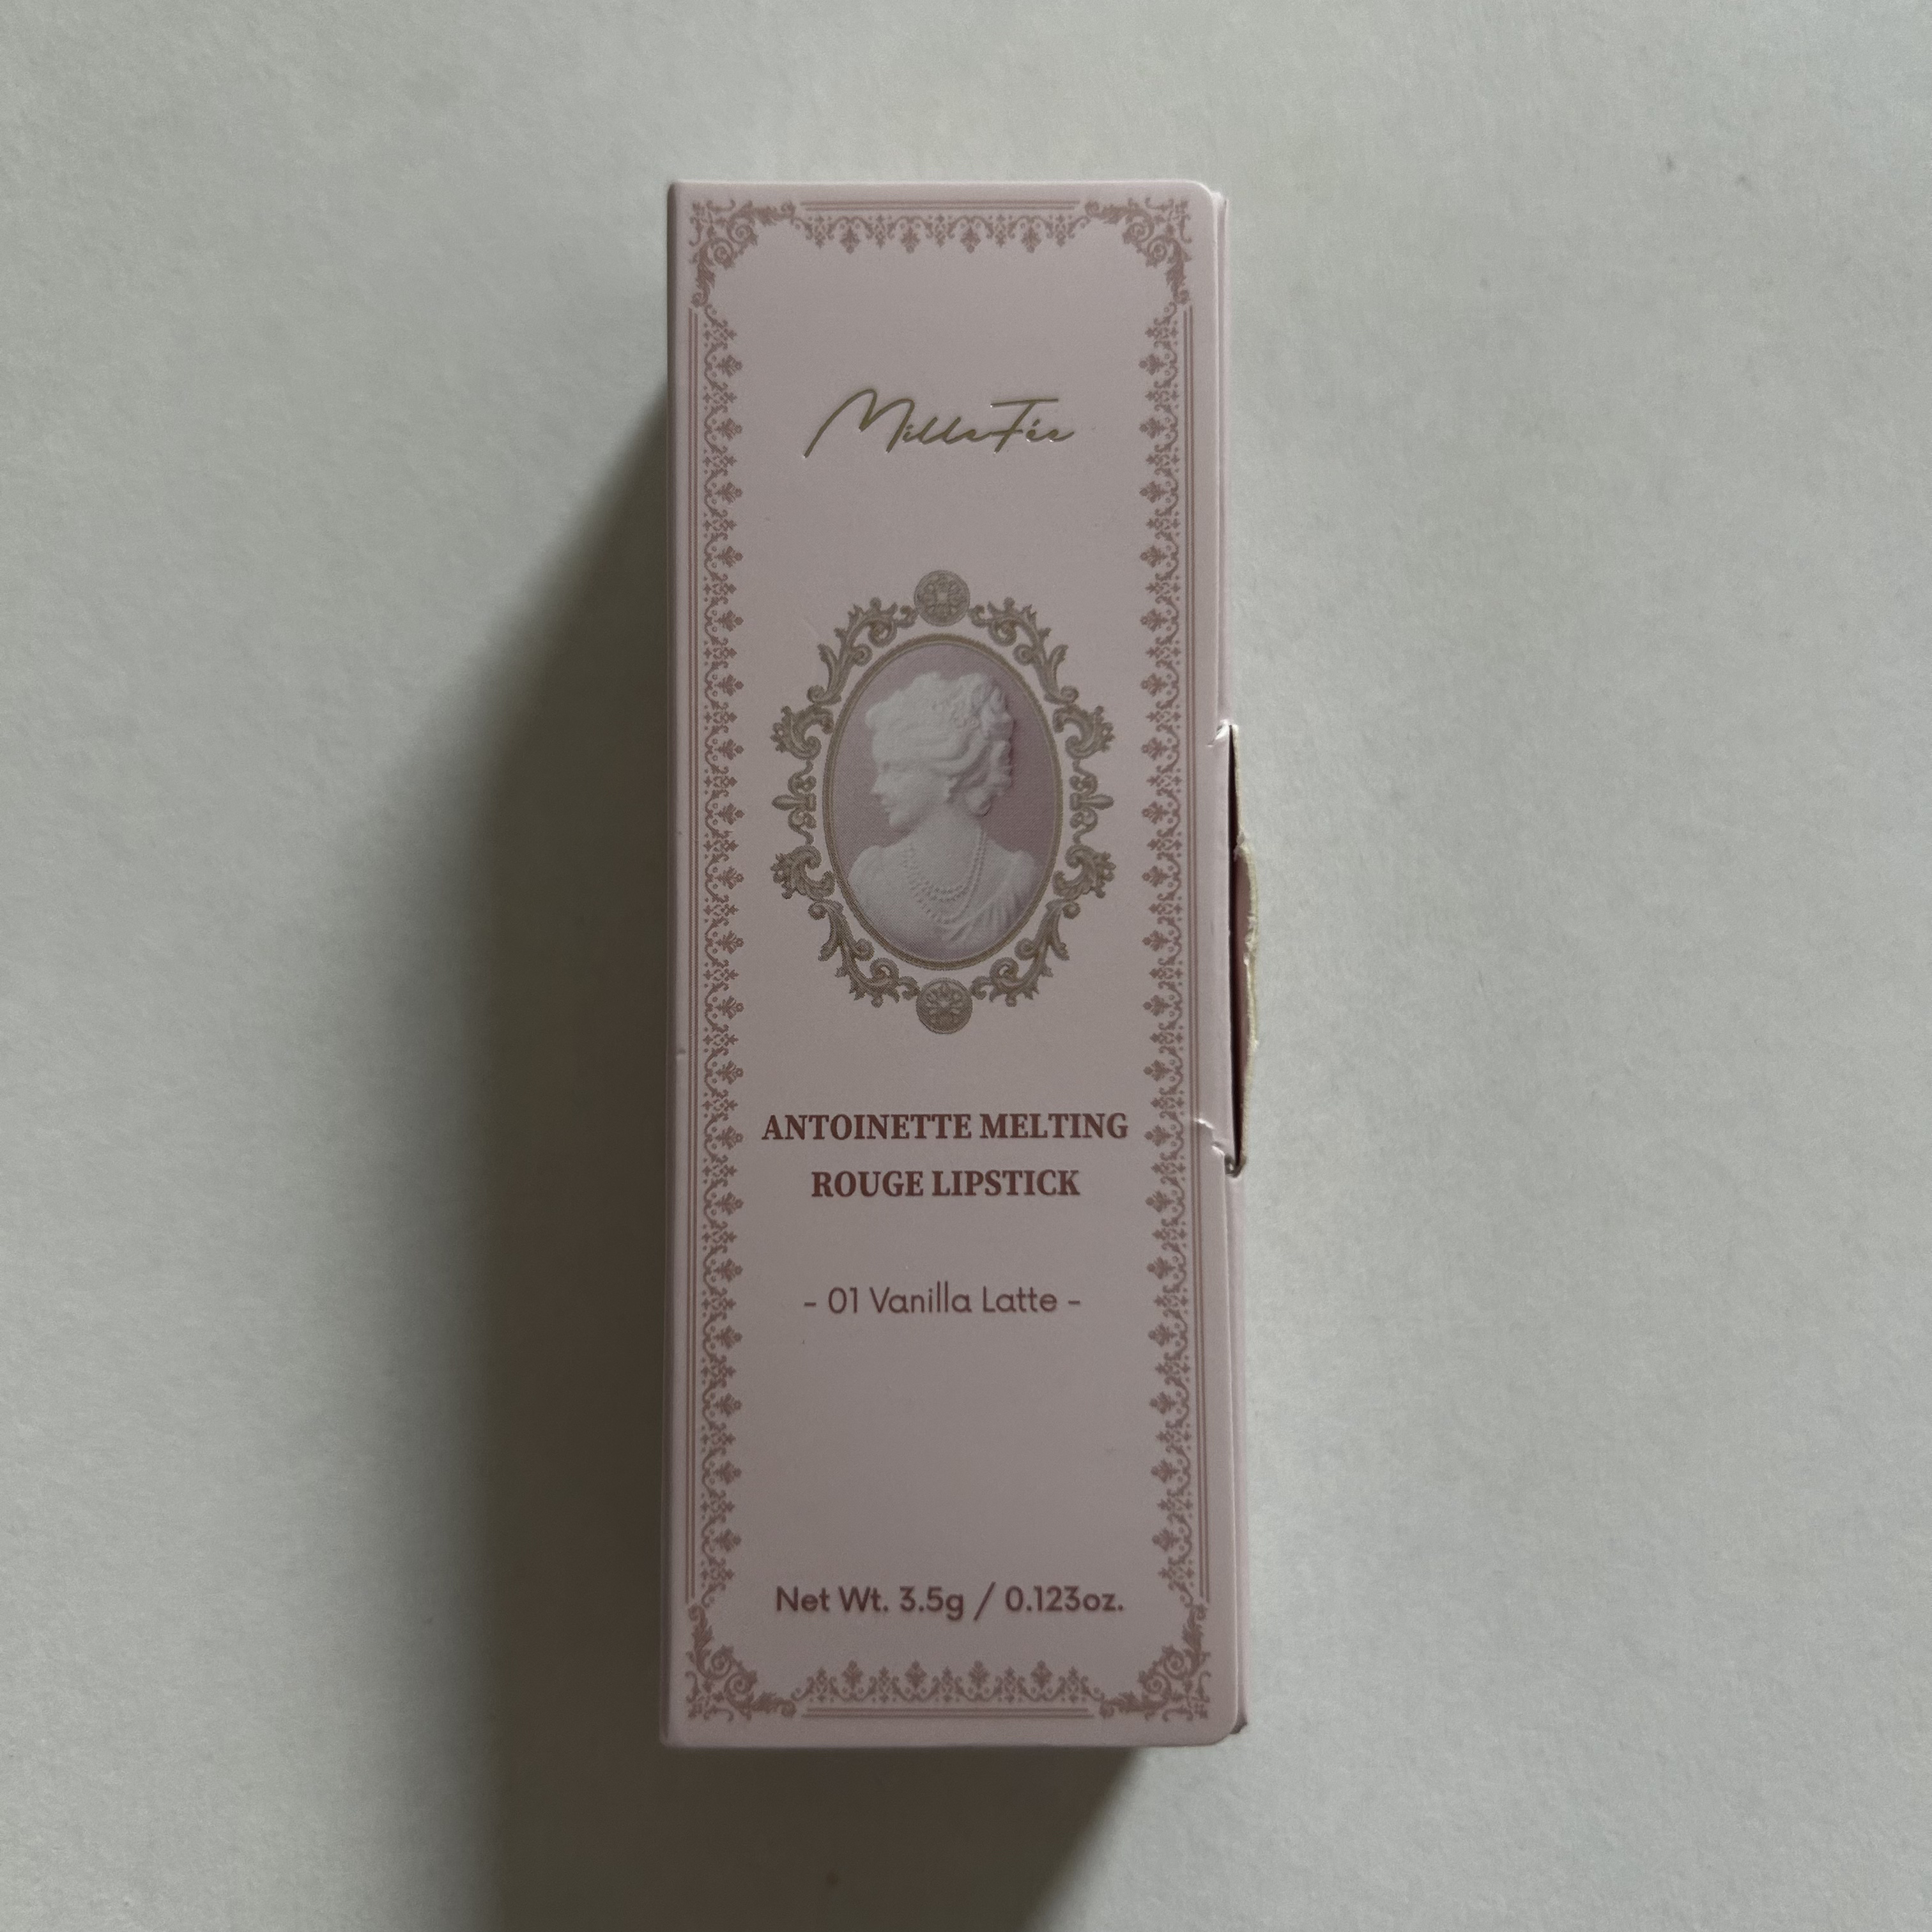 MilleFée
ANTOINETTE MELTING
ROUGE LIPSTICK
- 01 Vanilla Latte -
Net Wt. 3.5g / 0.123oz.